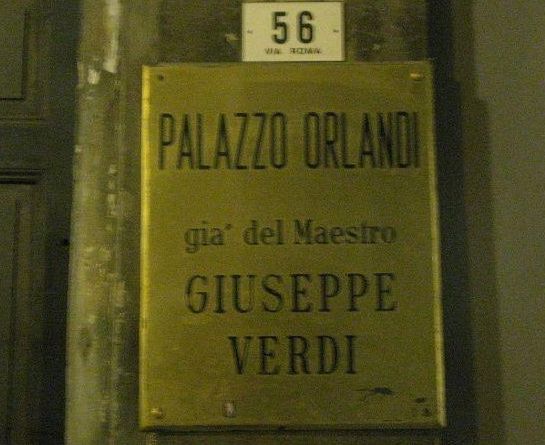 56
VIA ROMA
PALAZZO ORLANDI
gia' del Maestro
GIUSEPPE
VERDI